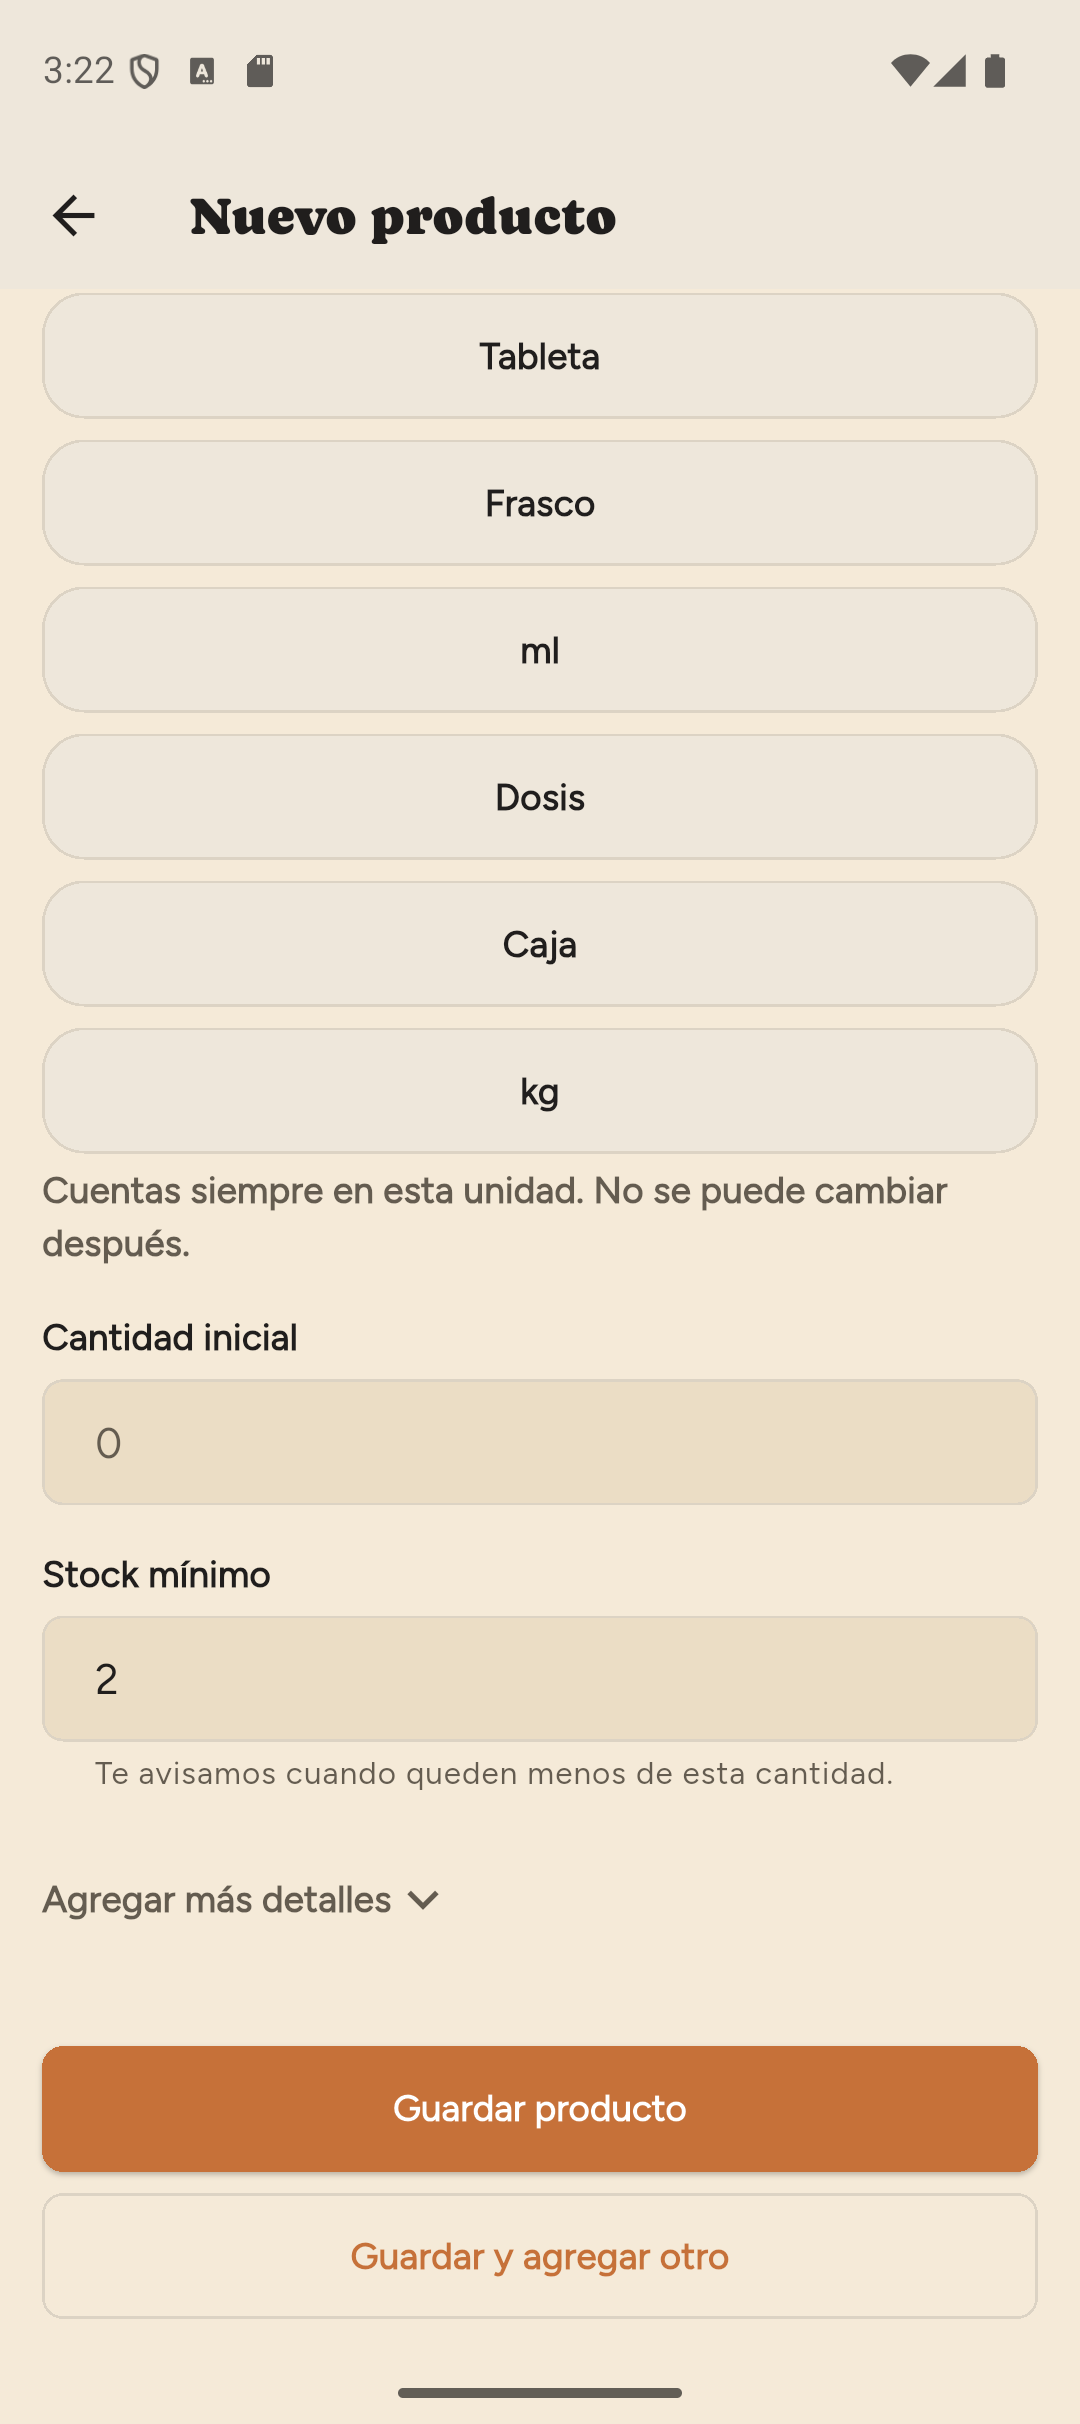 3:22
Nuevo producto
Tableta
Frasco
ml
Dosis
Caja
kg
Cuentas siempre en esta unidad. No se puede cambiar
después.
Cantidad inicial
0
Stock mínimo
2
Te avisamos cuando queden menos de esta cantidad.
Agregar más detalles
Guardar producto
Guardar y agregar otro